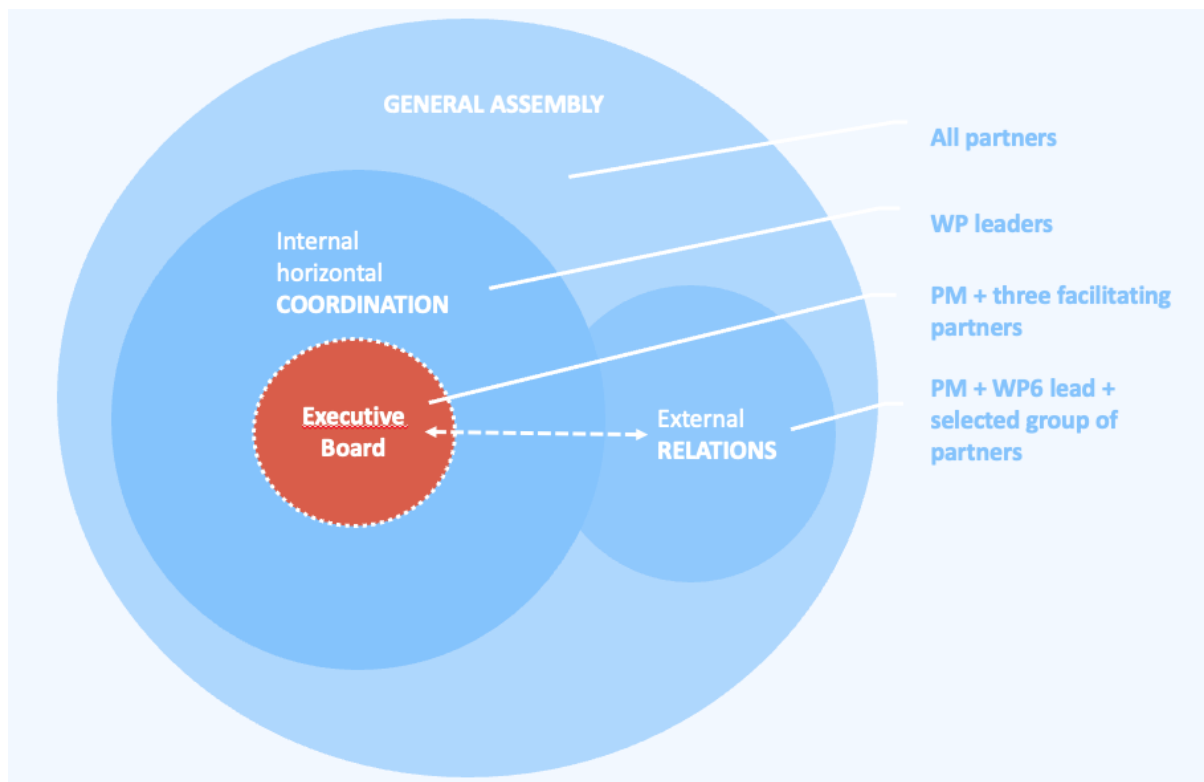 GENERAL ASSEMBLY
All partners
WP leaders
Internal
horizontal
COORDINATION
PM + three facilitating
partners
Executive
Board
External
RELATIONS
PM + WP6 lead +
selected group of
partners